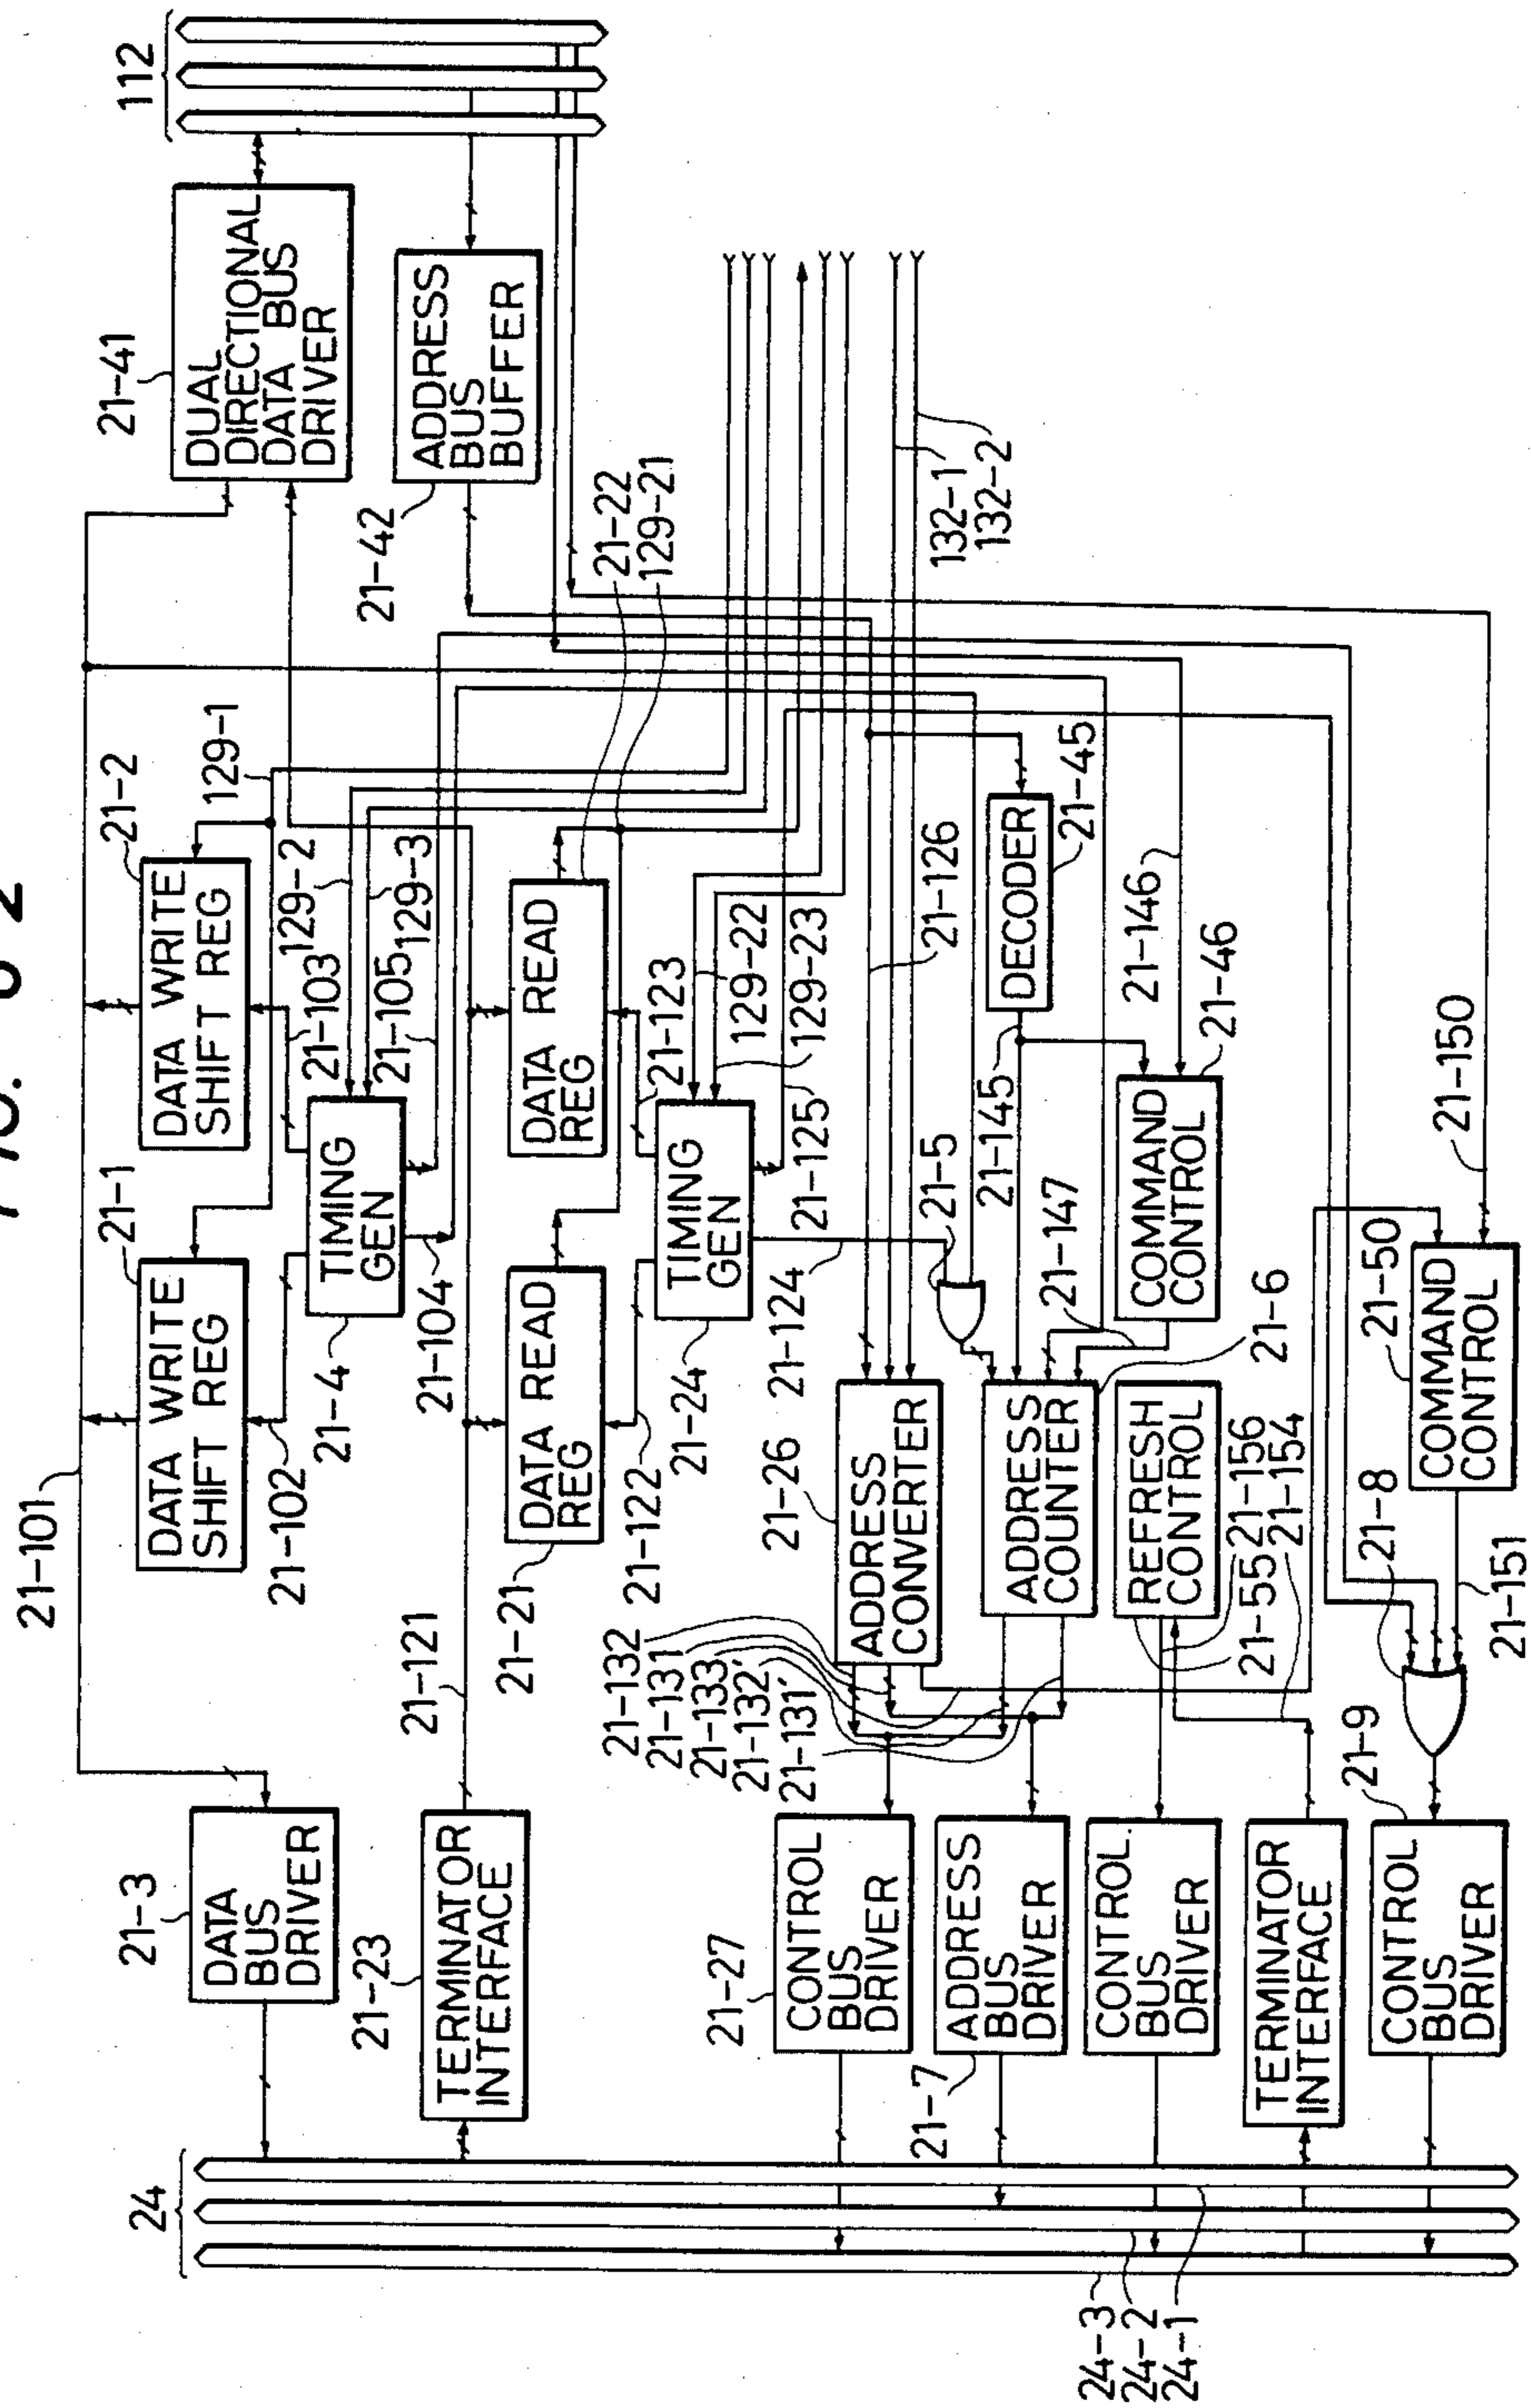 112
21-41
DUAL
DIRECTIONAL
DATA BUS
DRIVER
ADDRESS
BUS
BUFFER
21-42
21-22
129-21
132-1
132-2
129-1
21-2
DATA WRITE
SHIFT REG
129-2
129-3
21-103
21-105
21-1
DATA WRITE
SHIFT REG
TIMING
GEN
21-4
21-102
21-104
21-101
DATA READ
REG
21-123
129-22
129-23
21-125
21-126
DATA READ
REG
21-21
21-121
TIMING
GEN
21-24
21-122
21-124
DECODER
21-45
21-145
21-146
21-5
COMMAND
CONTROL
21-46
21-147
21-6
21-150
COMMAND
CONTROL
21-50
21-151
ADDRESS
CONVERTER
21-26
ADDRESS
COUNTER
REFRESH
CONTROL
21-55
21-156
21-154
21-8
21-9
21-132
21-131
21-133
21-132'
21-131'
21-3
DATA
BUS
DRIVER
21-23
TERMINATOR
INTERFACE
21-27
CONTROL
BUS
DRIVER
21-7
ADDRESS
BUS
DRIVER
CONTROL
BUS
DRIVER
TERMINATOR
INTERFACE
CONTROL
BUS
DRIVER
24
24-3
24-2
24-1